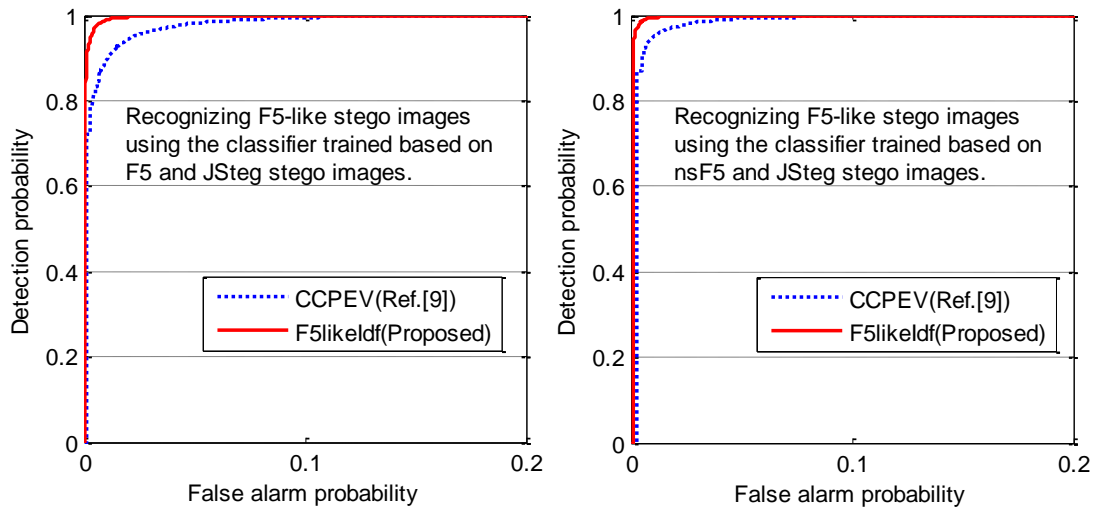 1
0.8
0.6
0.4
0.2
0
Detection probability
Recognizing F5-like stego images
using the classifier trained based on
F5 and JSteg stego images.
CCPEV(Ref.[9])
F5likeIdf(Proposed)
0
0.1
0.2
False alarm probability
1
0.8
0.6
0.4
0.2
0
Detection probability
Recognizing F5-like stego images
using the classifier trained based on
nsF5 and JSteg stego images.
CCPEV(Ref.[9])
F5likeIdf(Proposed)
0
0.1
0.2
False alarm probability